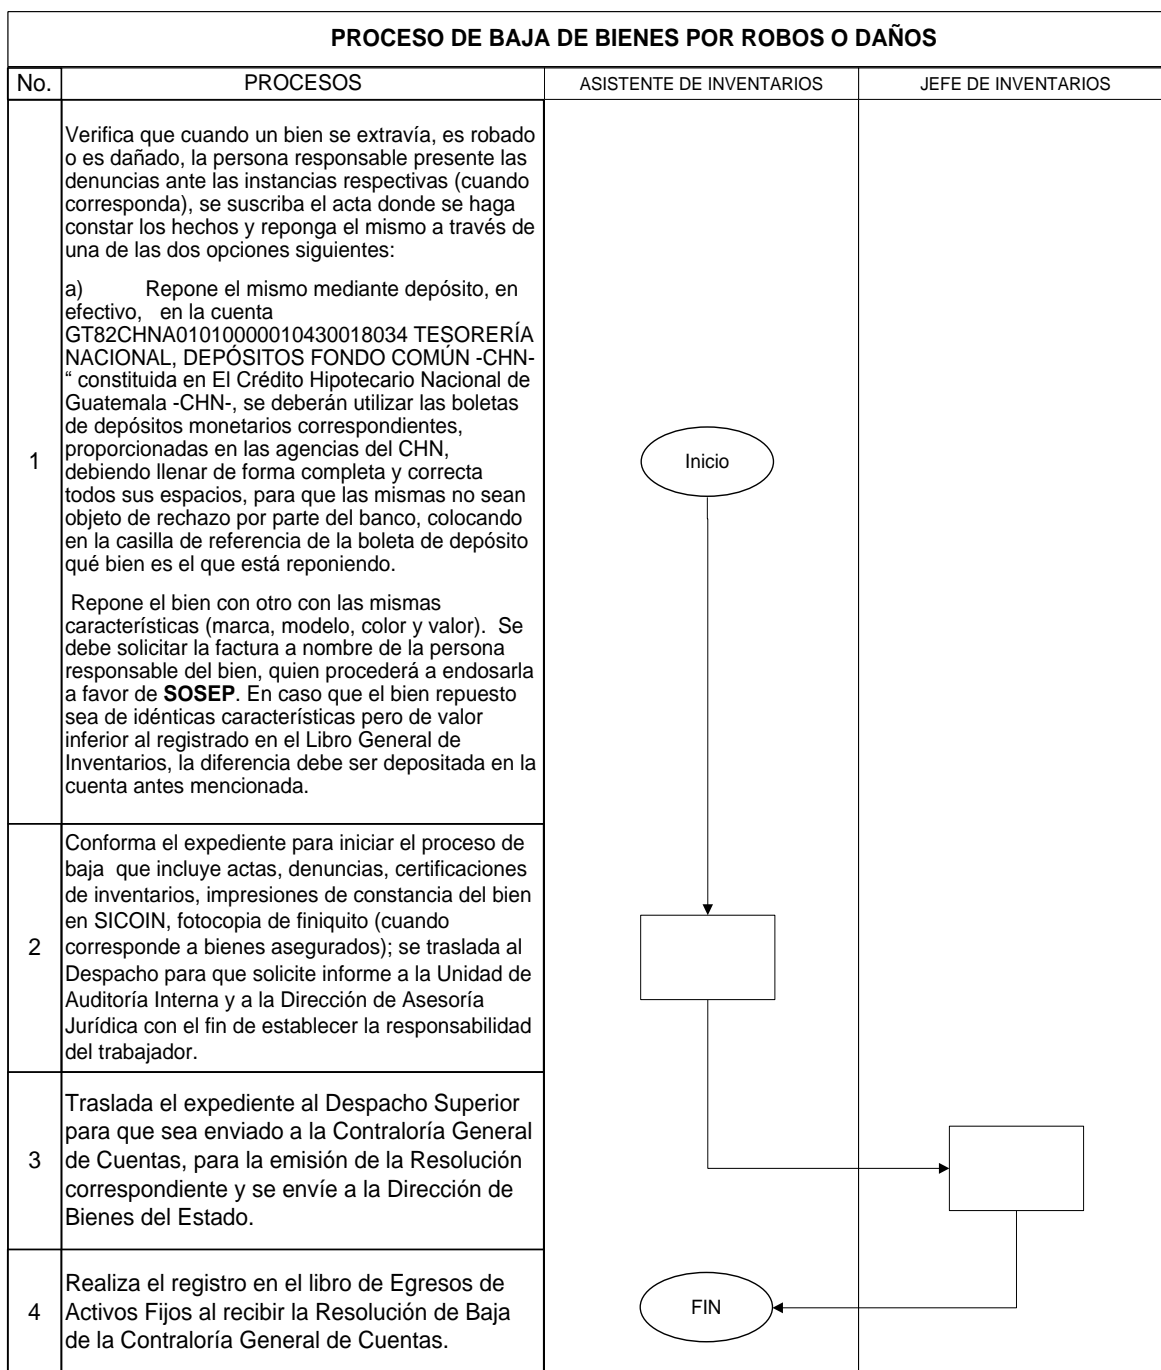 PROCESO DE BAJA DE BIENES POR ROBOS O DAÑOS
No.
PROCESOS
ASISTENTE DE INVENTARIOS
JEFE DE INVENTARIOS
1
Verifica que cuando un bien se extravía, es robado
o es dañado, la persona responsable presente las
denuncias ante las instancias respectivas (cuando
corresponda), se suscriba el acta donde se haga
constar los hechos y reponga el mismo a través de
una de las dos opciones siguientes:
a) Repone el mismo mediante depósito, en
efectivo, en la cuenta
GT82CHNA01010000010430018034 TESORERÍA
NACIONAL, DEPÓSITOS FONDO COMÚN -CHN-
“ constituida en El Crédito Hipotecario Nacional de
Guatemala -CHN-, se deberán utilizar las boletas
de depósitos monetarios correspondientes,
proporcionadas en las agencias del CHN,
debiendo llenar de forma completa y correcta
todos sus espacios, para que las mismas no sean
objeto de rechazo por parte del banco, colocando
en la casilla de referencia de la boleta de depósito
qué bien es el que está reponiendo.
Repone el bien con otro con las mismas
características (marca, modelo, color y valor). Se
debe solicitar la factura a nombre de la persona
responsable del bien, quien procederá a endosarla
a favor de SOSEP. En caso que el bien repuesto
sea de idénticas características pero de valor
inferior al registrado en el Libro General de
Inventarios, la diferencia debe ser depositada en la
cuenta antes mencionada.
Inicio
2
Conforma el expediente para iniciar el proceso de
baja que incluye actas, denuncias, certificaciones
de inventarios, impresiones de constancia del bien
en SICOIN, fotocopia de finiquito (cuando
corresponde a bienes asegurados); se traslada al
Despacho para que solicite informe a la Unidad de
Auditoría Interna y a la Dirección de Asesoría
Jurídica con el fin de establecer la responsabilidad
del trabajador.
3
Traslada el expediente al Despacho Superior
para que sea enviado a la Contraloría General
de Cuentas, para la emisión de la Resolución
correspondiente y se envíe a la Dirección de
Bienes del Estado.
4
Realiza el registro en el libro de Egresos de
Activos Fijos al recibir la Resolución de Baja
de la Contraloría General de Cuentas.
FIN